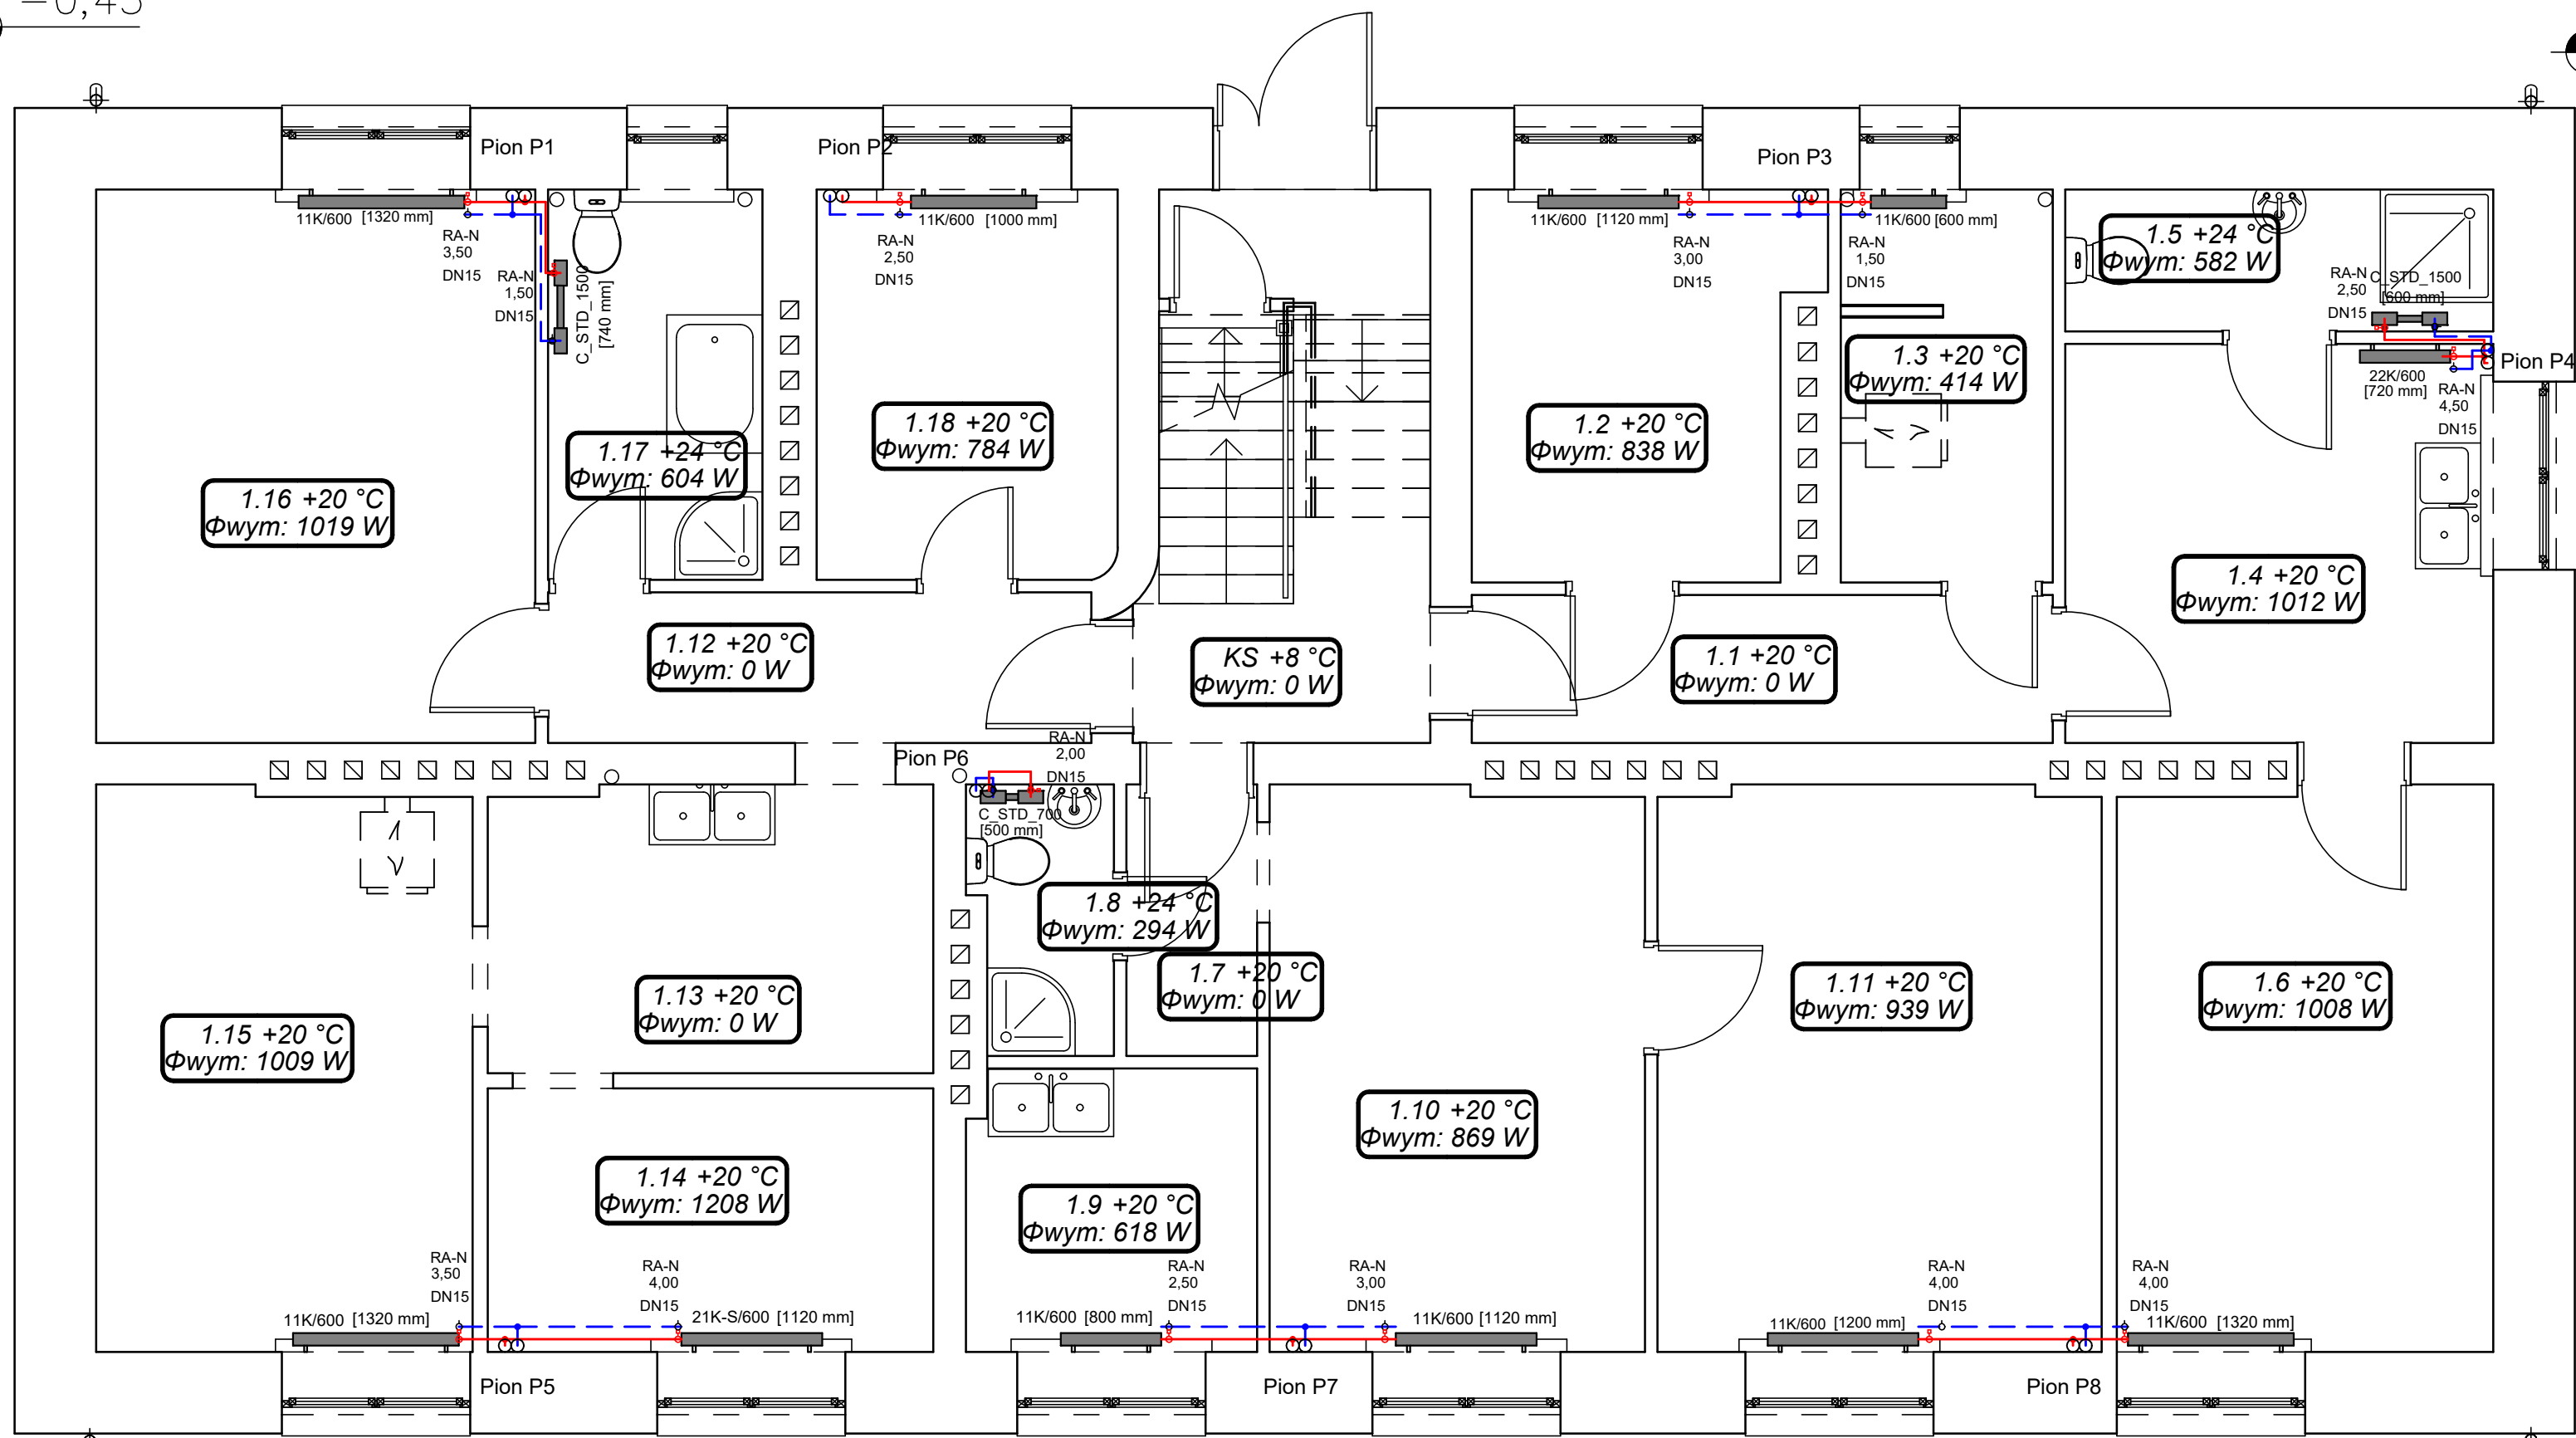 -0,45
Pion P1
Pion P2
Pion P3
11K/600 [1320 mm]
RA-N
3,50
DN15
RA-N
1,50
DN15
C_STD_1500
[740 mm]
11K/600 [1000 mm]
RA-N
2,50
DN15
11K/600 [1120 mm]
RA-N
3,00
DN15
11K/600 [600 mm]
RA-N
1,50
DN15
1.5 +24 °C
Φwym: 582 W
RA-N
2,50
DN15
C_STD_1500
[600 mm]
Pion P4
22K/600
[720 mm]
RA-N
4,50
DN15
1.3 +20 °C
Φwym: 414 W
1.2 +20 °C
Φwym: 838 W
1.18 +20 °C
Φwym: 784 W
1.17 +24 °C
Φwym: 604 W
1.16 +20 °C
Φwym: 1019 W
1.4 +20 °C
Φwym: 1012 W
1.12 +20 °C
Φwym: 0 W
KS +8 °C
Φwym: 0 W
1.1 +20 °C
Φwym: 0 W
Pion P6
RA-N
2,00
DN15
C_STD_700
[500 mm]
1.8 +24 °C
Φwym: 294 W
1.7 +20 °C
Φwym: 0 W
1.13 +20 °C
Φwym: 0 W
1.15 +20 °C
Φwym: 1009 W
1.11 +20 °C
Φwym: 939 W
1.6 +20 °C
Φwym: 1008 W
1.10 +20 °C
Φwym: 869 W
1.14 +20 °C
Φwym: 1208 W
1.9 +20 °C
Φwym: 618 W
RA-N
3,50
DN15
11K/600 [1320 mm]
RA-N
4,00
DN15
21K-S/600 [1120 mm]
11K/600 [800 mm]
RA-N
2,50
DN15
RA-N
3,00
DN15
11K/600 [1120 mm]
11K/600 [1200 mm]
RA-N
4,00
DN15
RA-N
4,00
DN15
11K/600 [1320 mm]
Pion P5
Pion P7
Pion P8